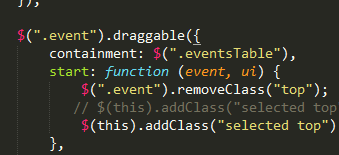 });
$(".event").draggable({
containment: $(".eventsTable"),
start: function (event, ui) {
$(".event").removeClass("top");
// $(this).addClass("selected top
$(this).addClass("selected top")
},